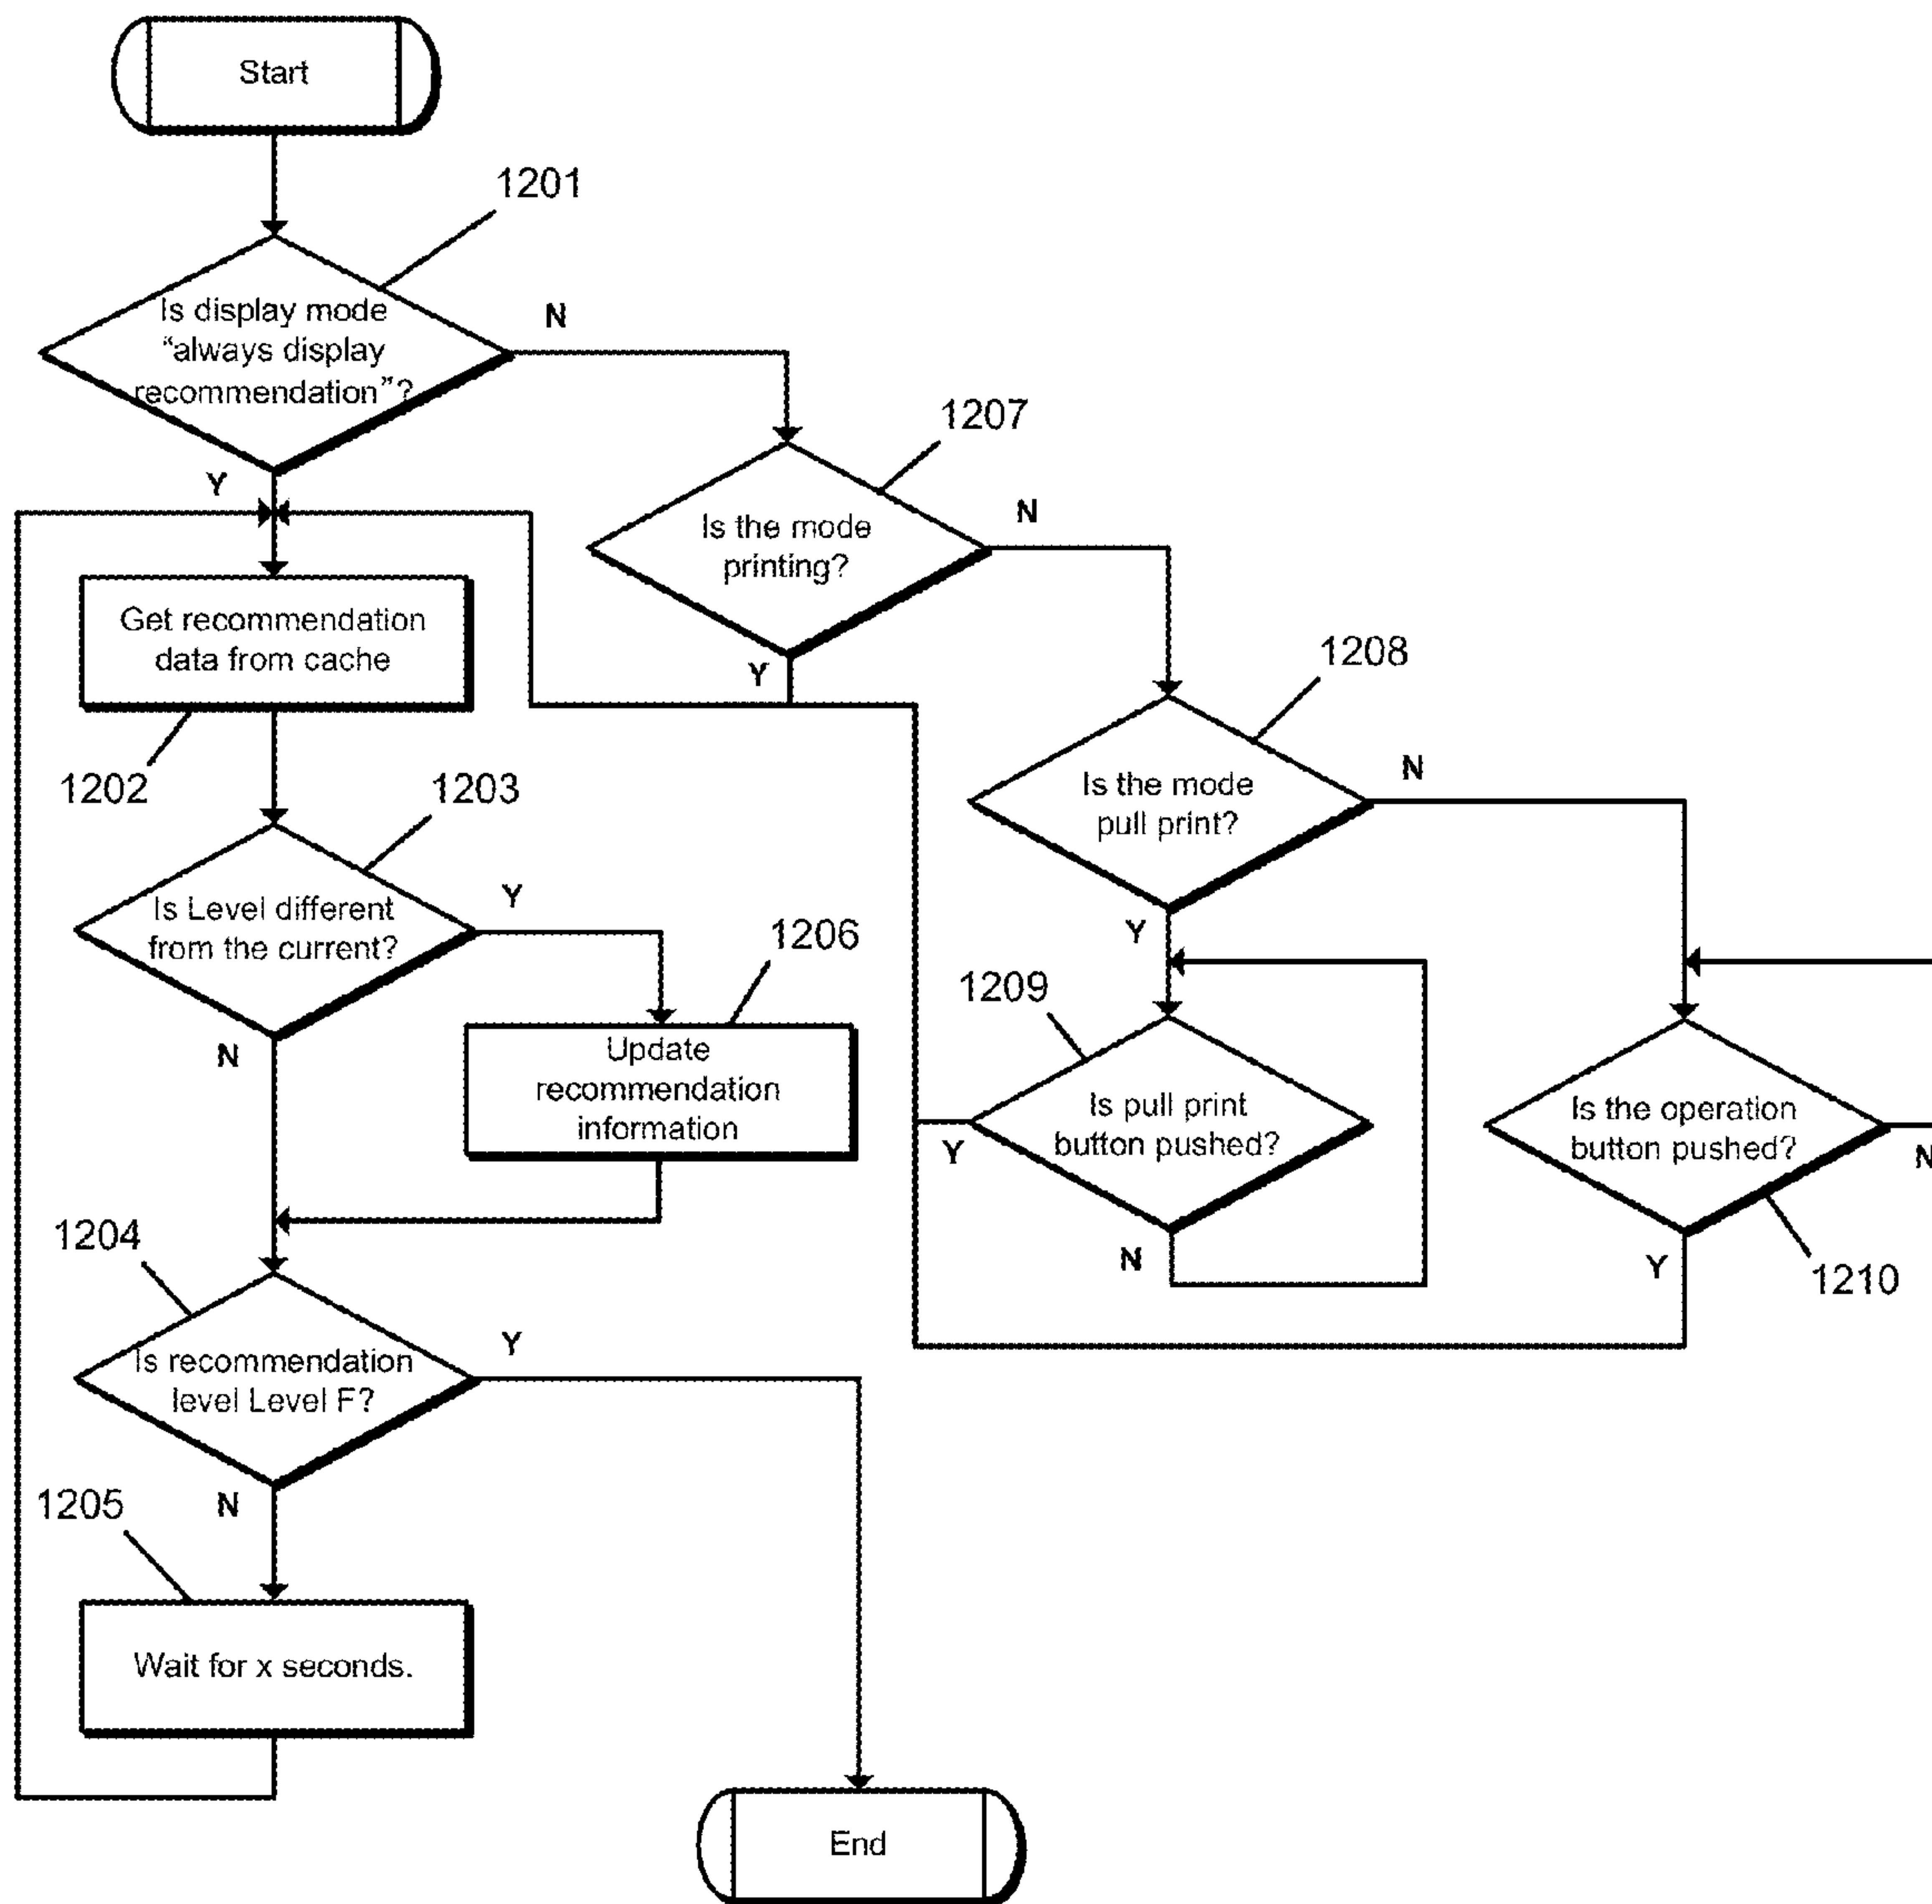 Start
1201
Is display mode
“always display
recommendation”?
N
Y
1207
Is the mode
printing?
N
Y
Get recommendation
data from cache
1202
1208
Is the mode
pull print?
N
Y
1203
Is Level different
from the current?
Y
N
1206
Update
recommendation
information
1209
Is pull print
button pushed?
Y
N
Is the operation
button pushed?
N
Y
1210
1204
Is recommendation
level Level F?
Y
N
1205
Wait for x seconds.
End